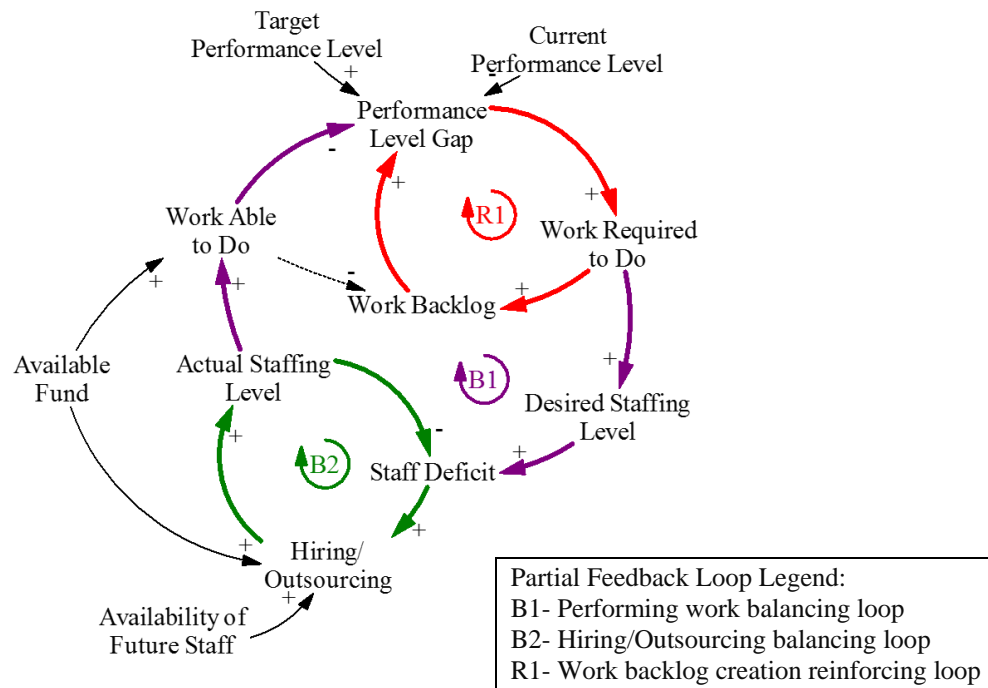 Target
Performance Level
Current
Performance Level
+
-
Performance
Level Gap
-
+
+
R1
Work Able
to Do
Work Required
to Do
+
+
-
+
Work Backlog
Available
Fund
Actual Staffing
Level
B1
+
Desired Staffing
Level
+
-
+
B2
Staff Deficit
+
+
Hiring/
Outsourcing
+
Availability of
Future Staff
Partial Feedback Loop Legend:
B1- Performing work balancing loop
B2- Hiring/Outsourcing balancing loop
R1- Work backlog creation reinforcing loop